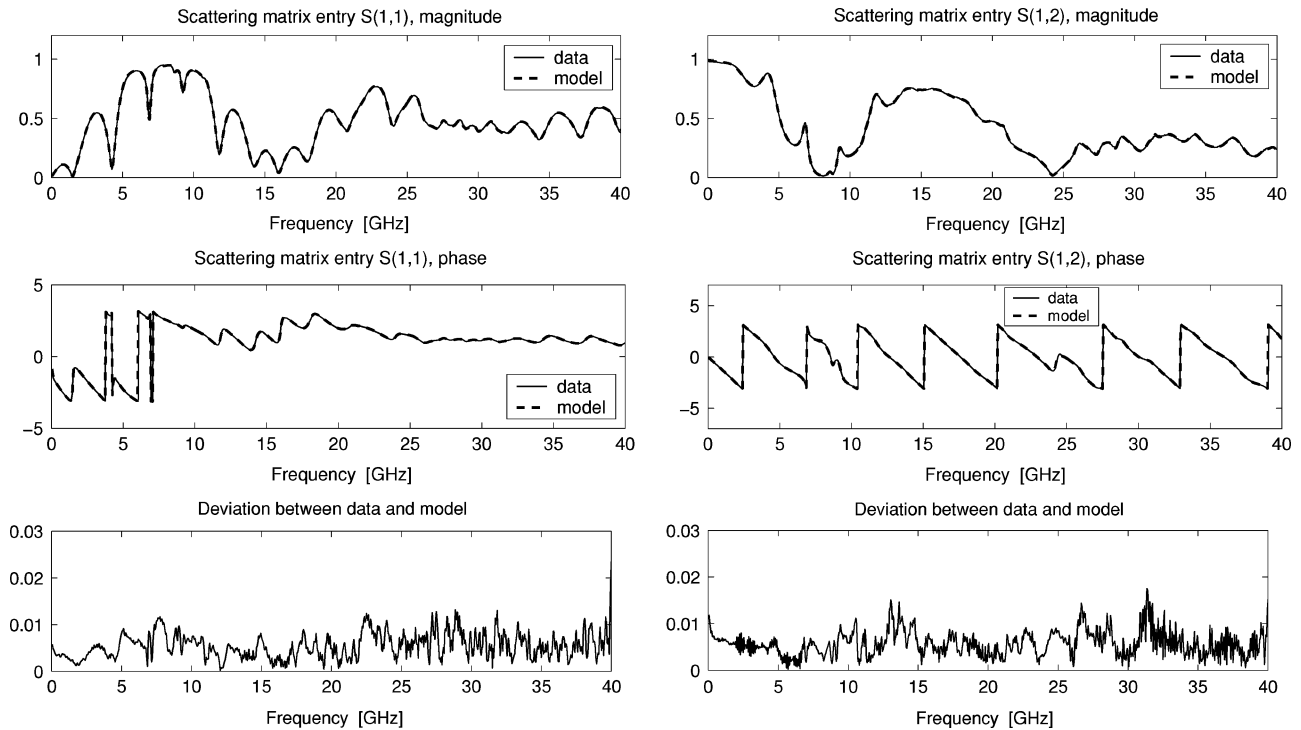 Scattering matrix entry S(1,1), magnitude
1
0.5
0
data
model
0 5 10 15 20 25 30 35 40
Frequency [GHz]
Scattering matrix entry S(1,2), magnitude
1
0.5
0
data
model
0 5 10 15 20 25 30 35 40
Frequency [GHz]
Scattering matrix entry S(1,1), phase
5
0
−5
data
model
0 5 10 15 20 25 30 35 40
Frequency [GHz]
Scattering matrix entry S(1,2), phase
5
0
−5
data
model
0 5 10 15 20 25 30 35 40
Frequency [GHz]
Deviation between data and model
0.03
0.02
0.01
0
0 5 10 15 20 25 30 35 40
Frequency [GHz]
Deviation between data and model
0.03
0.02
0.01
0
0 5 10 15 20 25 30 35 40
Frequency [GHz]